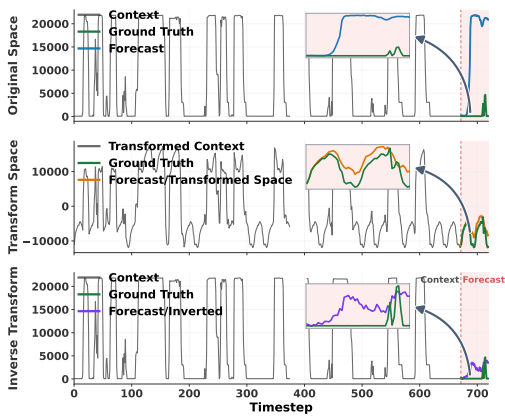 Original Space
20000
15000
10000
5000
0
Context
Ground Truth
Forecast
Transform Space
10000
0
−10000
Transformed Context
Ground Truth
Forecast/Transformed Space
Inverse Transform
20000
15000
10000
5000
0
Context
Ground Truth
Forecast/Inverted
Context Forecast
0 100 200 300 400 500 600 700
Timestep